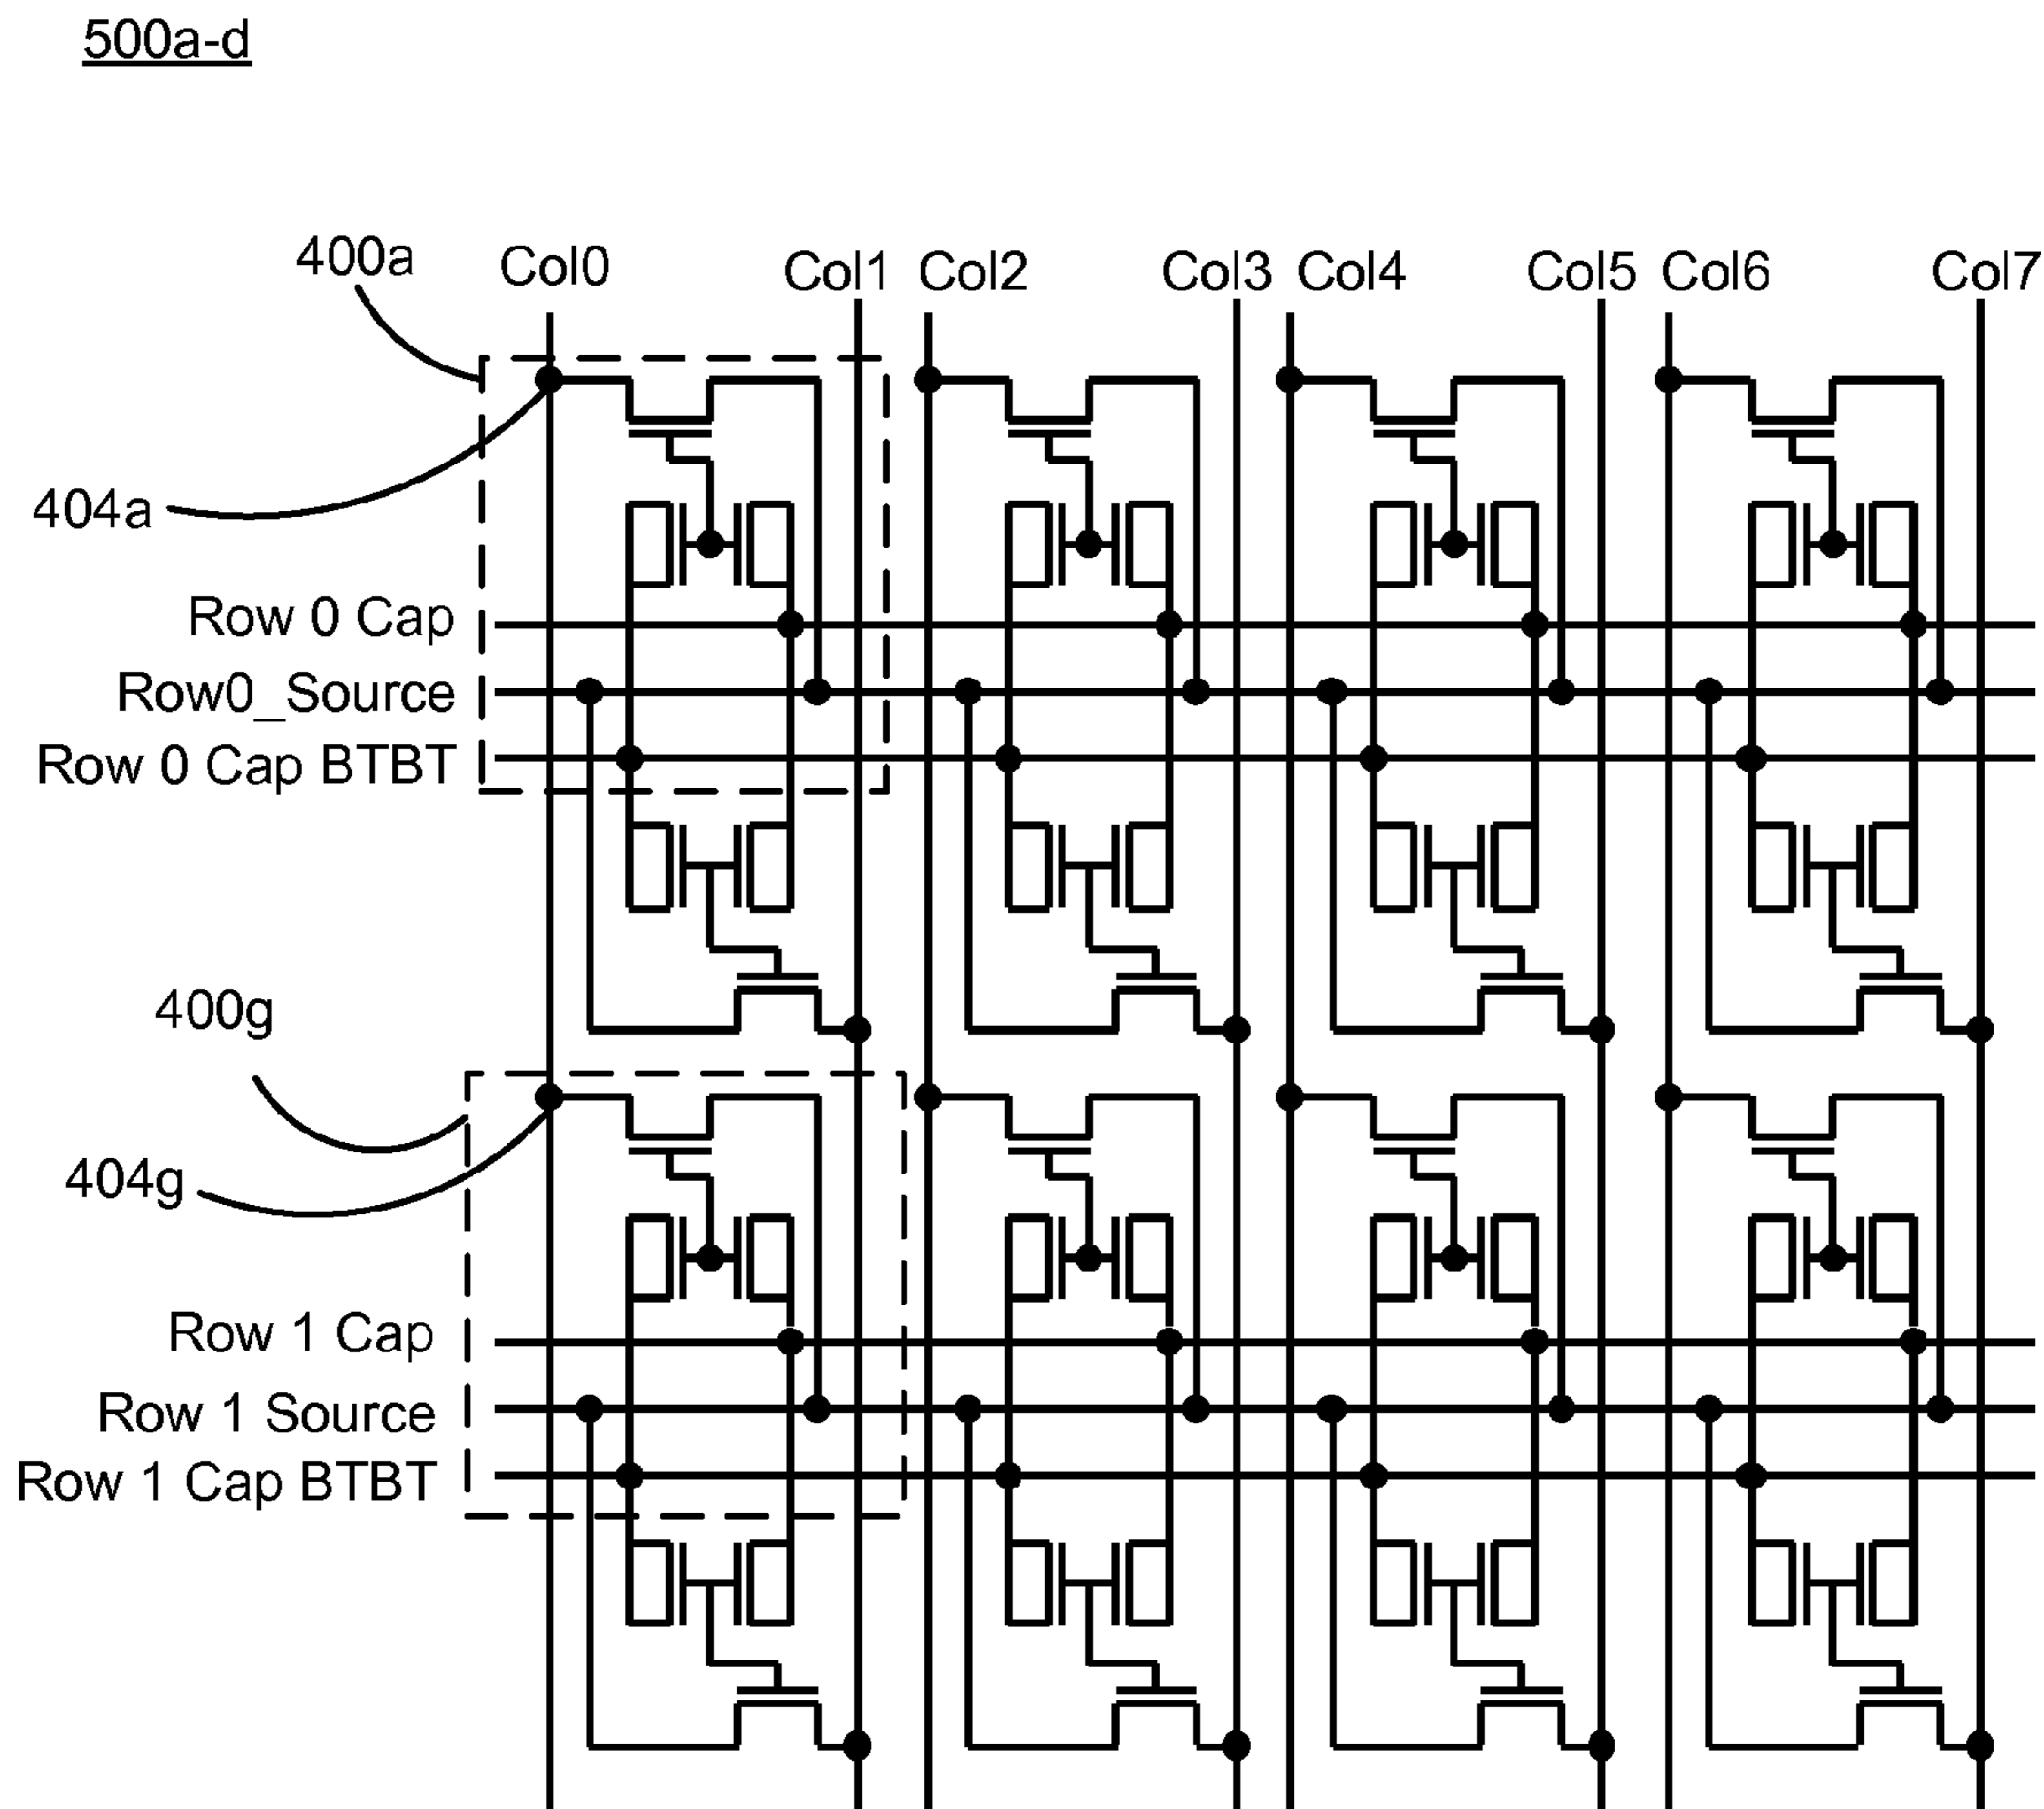 500a-d
400a
Col0
Col1
Col2
Col3
Col4
Col5
Col6
Col7
404a
Row 0 Cap
Row0_Source
Row 0 Cap BTBT
400g
404g
Row 1 Cap
Row 1 Source
Row 1 Cap BTBT